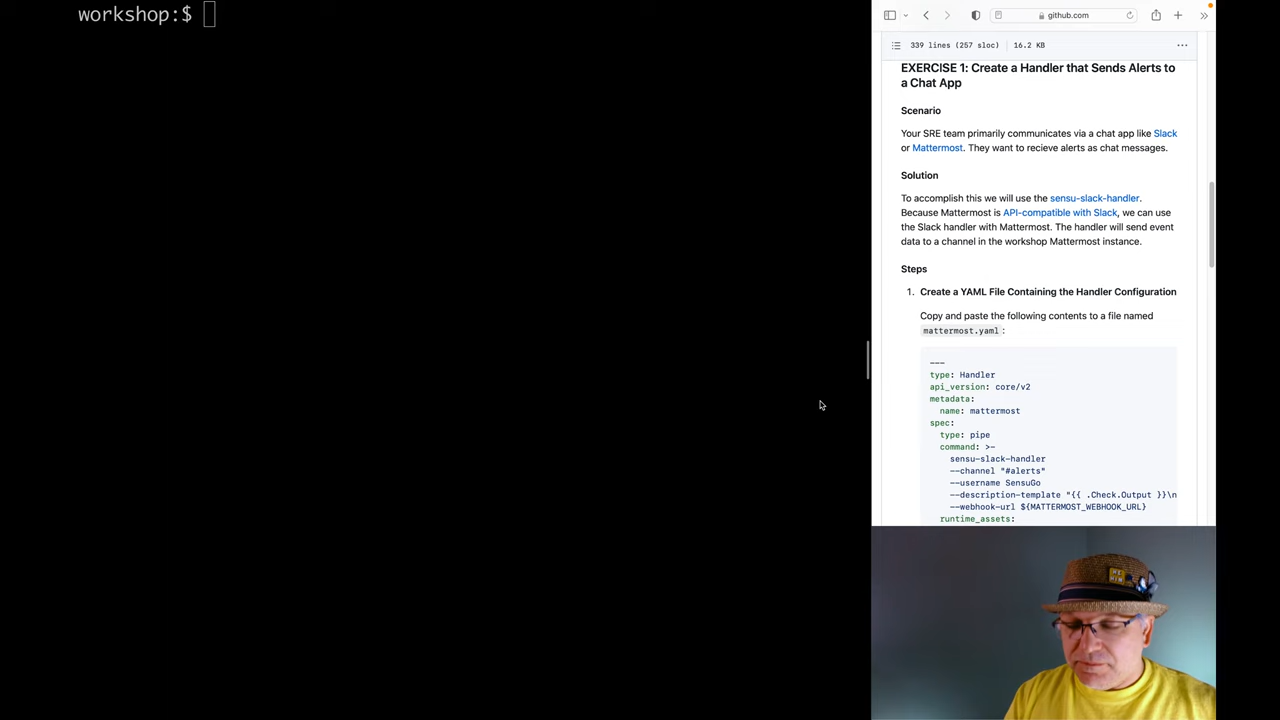 workshop:$
github.com
339 lines (257 sloc)
16.2 KB
EXERCISE 1: Create a Handler that Sends Alerts to
a Chat App
Scenario
Your SRE team primarily communicates via a chat app like Slack
or Mattermost. They want to recieve alerts as chat messages.
Solution
To accomplish this we will use the sensu-slack-handler.
Because Mattermost is API-compatible with Slack, we can use
the Slack handler with Mattermost. The handler will send event
data to a channel in the workshop Mattermost instance.
Steps
1. Create a YAML File Containing the Handler Configuration
Copy and paste the following contents to a file named
mattermost.yaml:
---
type: Handler
api_version: core/v2
metadata:
name: mattermost
spec:
type: pipe
command: >-
sensu-slack-handler
--channel "#alerts"
--username SensuGo
--description-template "{{ .Check.Output }}\n
--webhook-url ${MATTERMOST_WEBHOOK_URL}
runtime_assets: